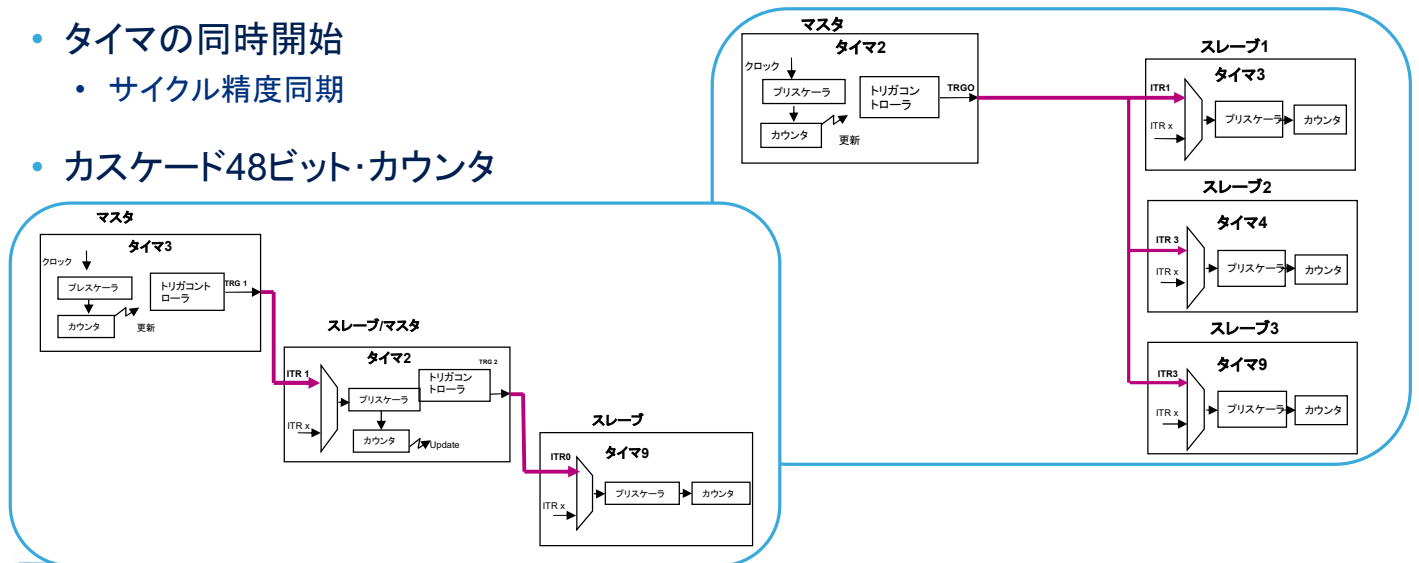 • タイマの同時開始
• サイクル精度同期
• カスケード48ビット・カウンタ
マスタ
タイマ3
クロック
プレスケーラ
カウンタ
更新
トリガコント
ローラ
TRG 1
スレーブ/マスタ
タイマ2
ITR 1
ITR x
プリスケーラ
カウンタ
Update
トリガコン
トローラ
TRG 2
スレーブ
タイマ9
ITR0
ITR x
プリスケーラ
カウンタ
マスタ
タイマ2
クロック
プリスケーラ
カウンタ
更新
トリガコン
トローラ
TRGO
スレーブ1
タイマ3
ITR1
ITR x
プリスケーラ
カウンタ
スレーブ2
タイマ4
ITR 3
ITR x
プリスケーラ
カウンタ
スレーブ3
タイマ9
ITR3
ITR x
プリスケーラ
カウンタ